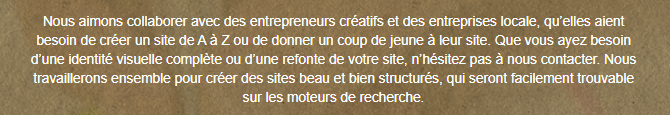 Nous aimons collaborer avec des entrepreneurs créatifs et des entreprises locale, qu'elles aient
besoin de créer un site de A à Z ou de donner un coup de jeune à leur site. Que vous ayez besoin
d'une identité visuelle complète ou d'une refonte de votre site, n'hésitez pas à nous contacter. Nous
travaillerons ensemble pour créer des sites beau et bien structurés, qui seront facilement trouvable
sur les moteurs de recherche.